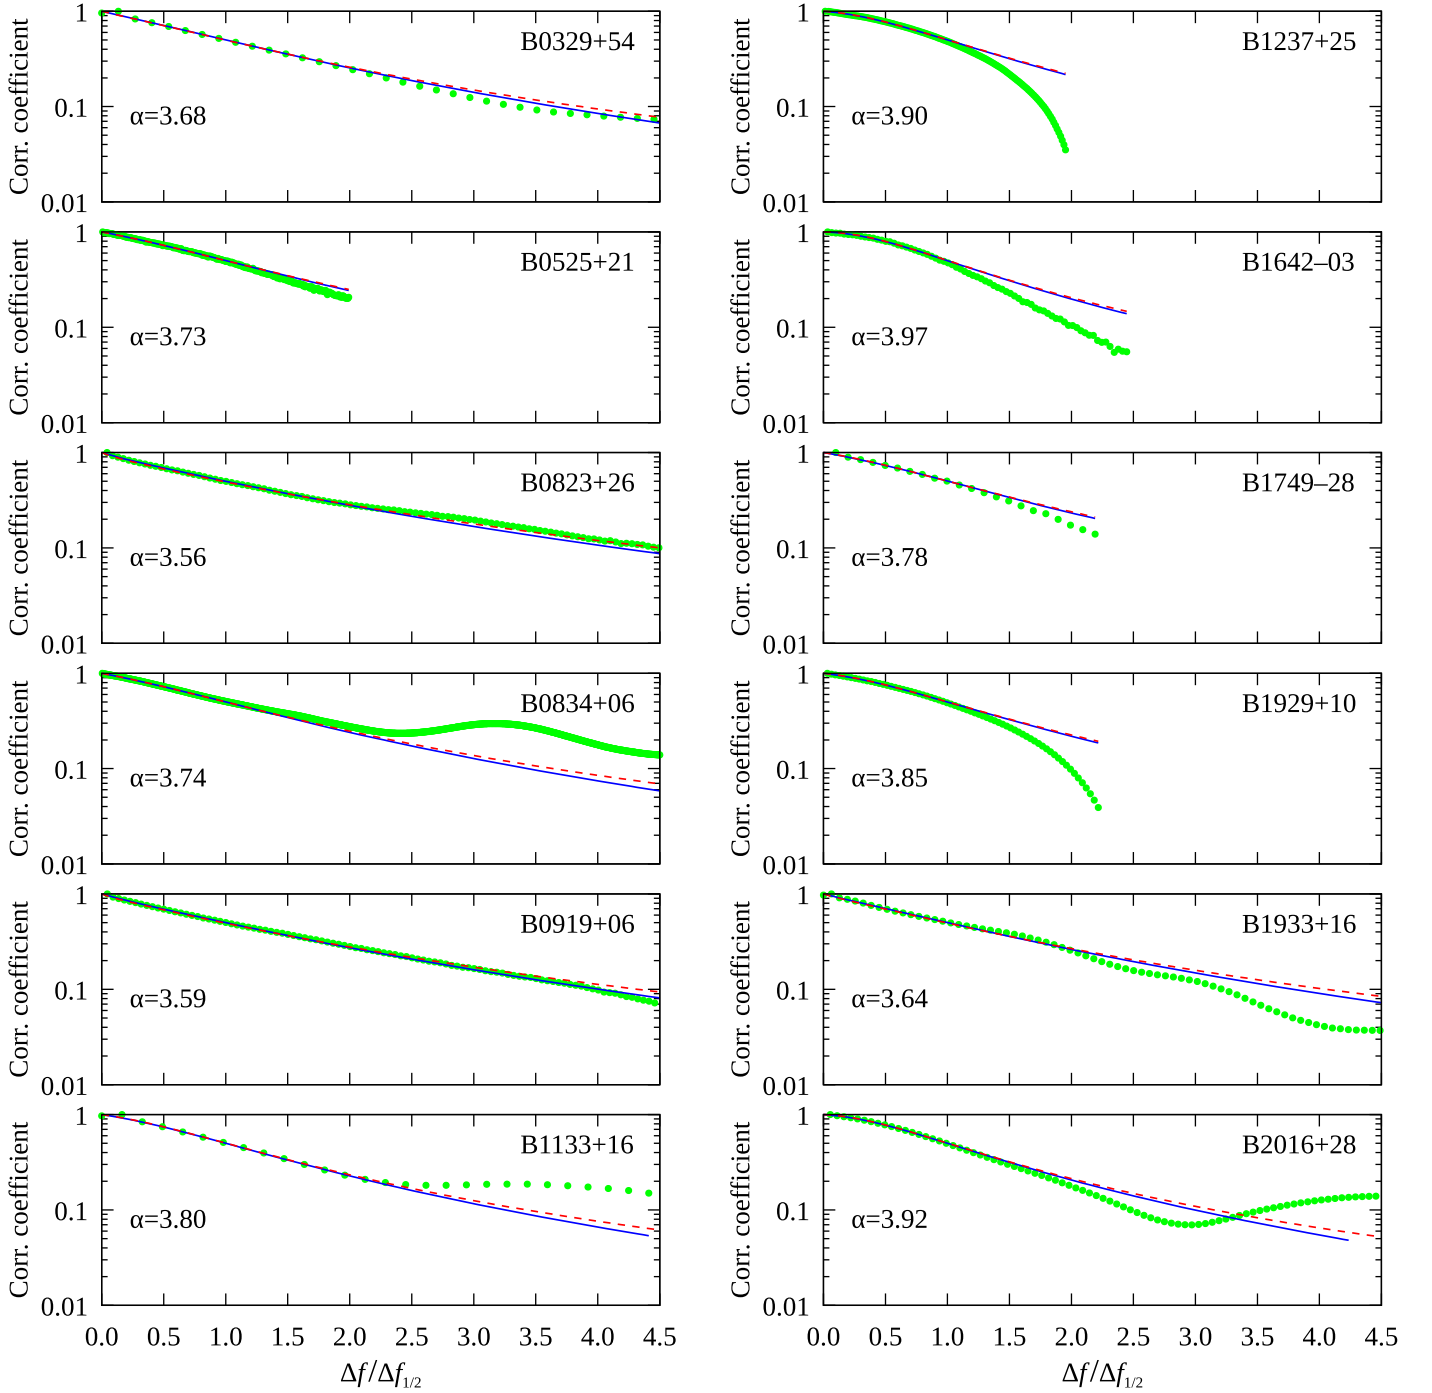 Corr. coefficient
1
0.1
0.01
B0329+54
α=3.68
Corr. coefficient
1
0.1
0.01
B0525+21
α=3.73
Corr. coefficient
1
0.1
0.01
B0823+26
α=3.56
Corr. coefficient
1
0.1
0.01
B0834+06
α=3.74
Corr. coefficient
1
0.1
0.01
B0919+06
α=3.59
Corr. coefficient
1
0.1
0.01
B1133+16
α=3.80
0.0 0.5 1.0 1.5 2.0 2.5 3.0 3.5 4.0 4.5
Δf/Δf1/2
Corr. coefficient
1
0.1
0.01
B1237+25
α=3.90
Corr. coefficient
1
0.1
0.01
B1642–03
α=3.97
Corr. coefficient
1
0.1
0.01
B1749–28
α=3.78
Corr. coefficient
1
0.1
0.01
B1929+10
α=3.85
Corr. coefficient
1
0.1
0.01
B1933+16
α=3.64
Corr. coefficient
1
0.1
0.01
B2016+28
α=3.92
0.0 0.5 1.0 1.5 2.0 2.5 3.0 3.5 4.0 4.5
Δf/Δf1/2